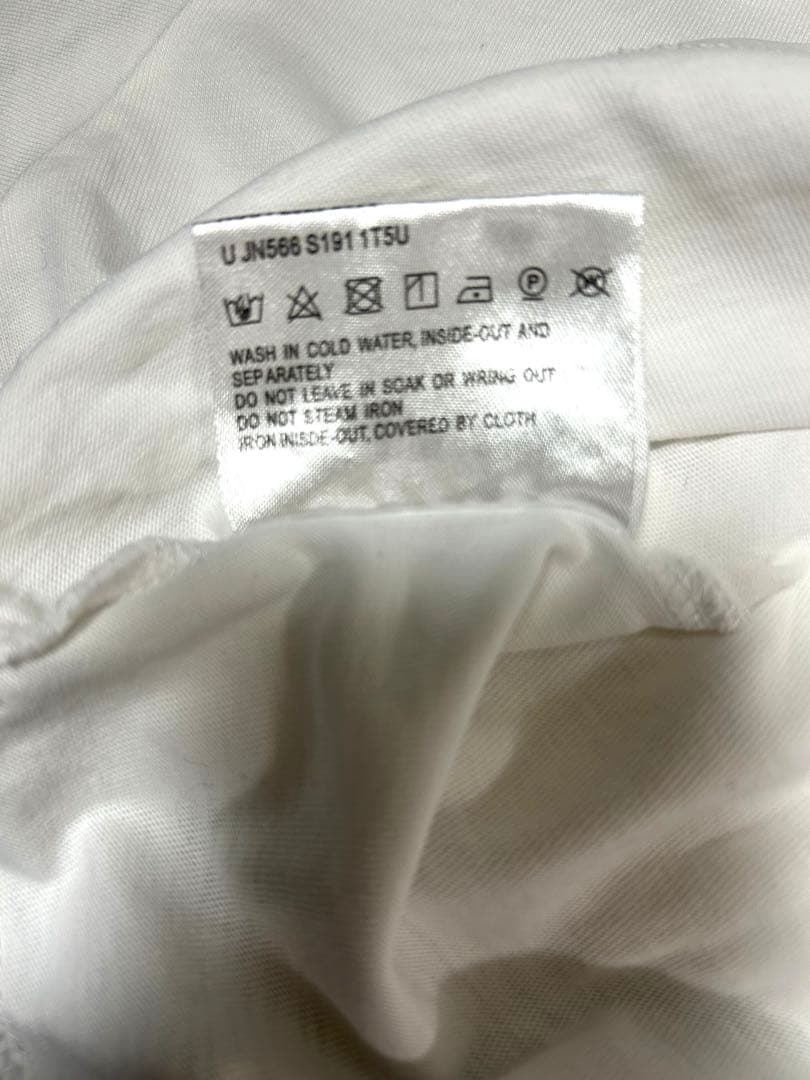 U JN566 S191 1T5U
P
W
WASH IN COLD WATER, INSIDE-OUT AND
SEPARATELY
DO NOT LEAVE IN SOAK OR WRING OUT
DO NOT STEAM IRON
IRON INISDE-OUT, COVERED BY CLOTH